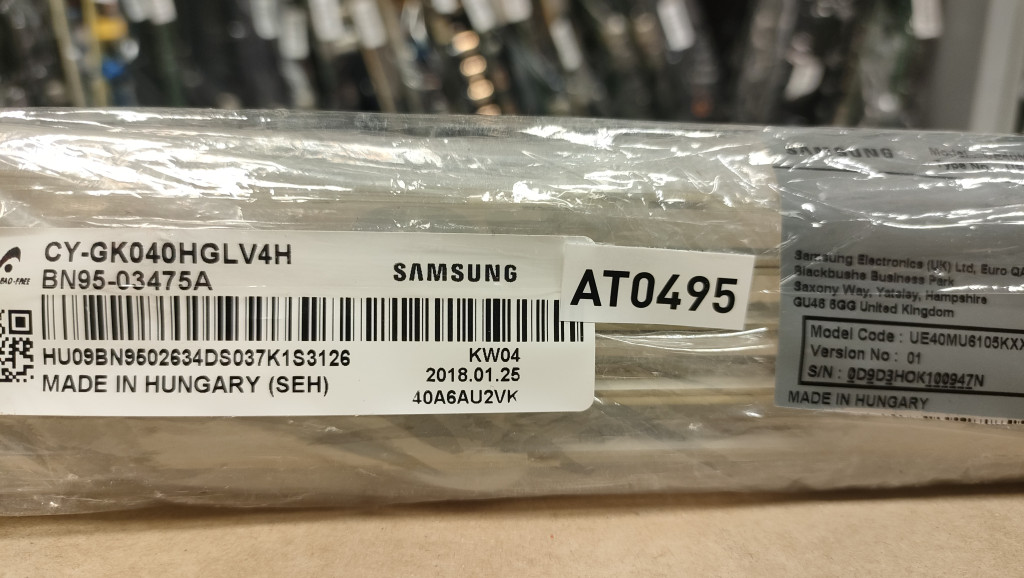 CY-GK040HGLV4H
BN95-03475A
SAMSUNG
HU09BN9502634DS037K1S3126
MADE IN HUNGARY (SEH)
KW04
2018.01.25
40A6AU2VK
AT0495
SAMSUNG
Samsung Electronics (UK) Ltd, Euro QA
Blackbushe Business Park
Saxony Way, Yateley, Hampshire
GU46 6GG United Kingdom
Model Code : UE40MU6105KXX
Version No : 01
S/N : 0D9D3HOK100947N
MADE IN HUNGARY